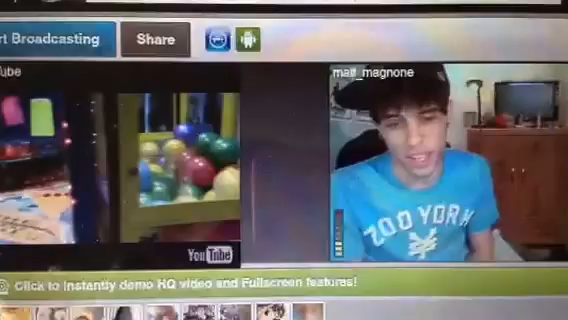 rt Broadcasting
Share
ube
matt_magnone
ZOO YORK
YouTube
Click to instantly demo HQ video and Fullscreen features!